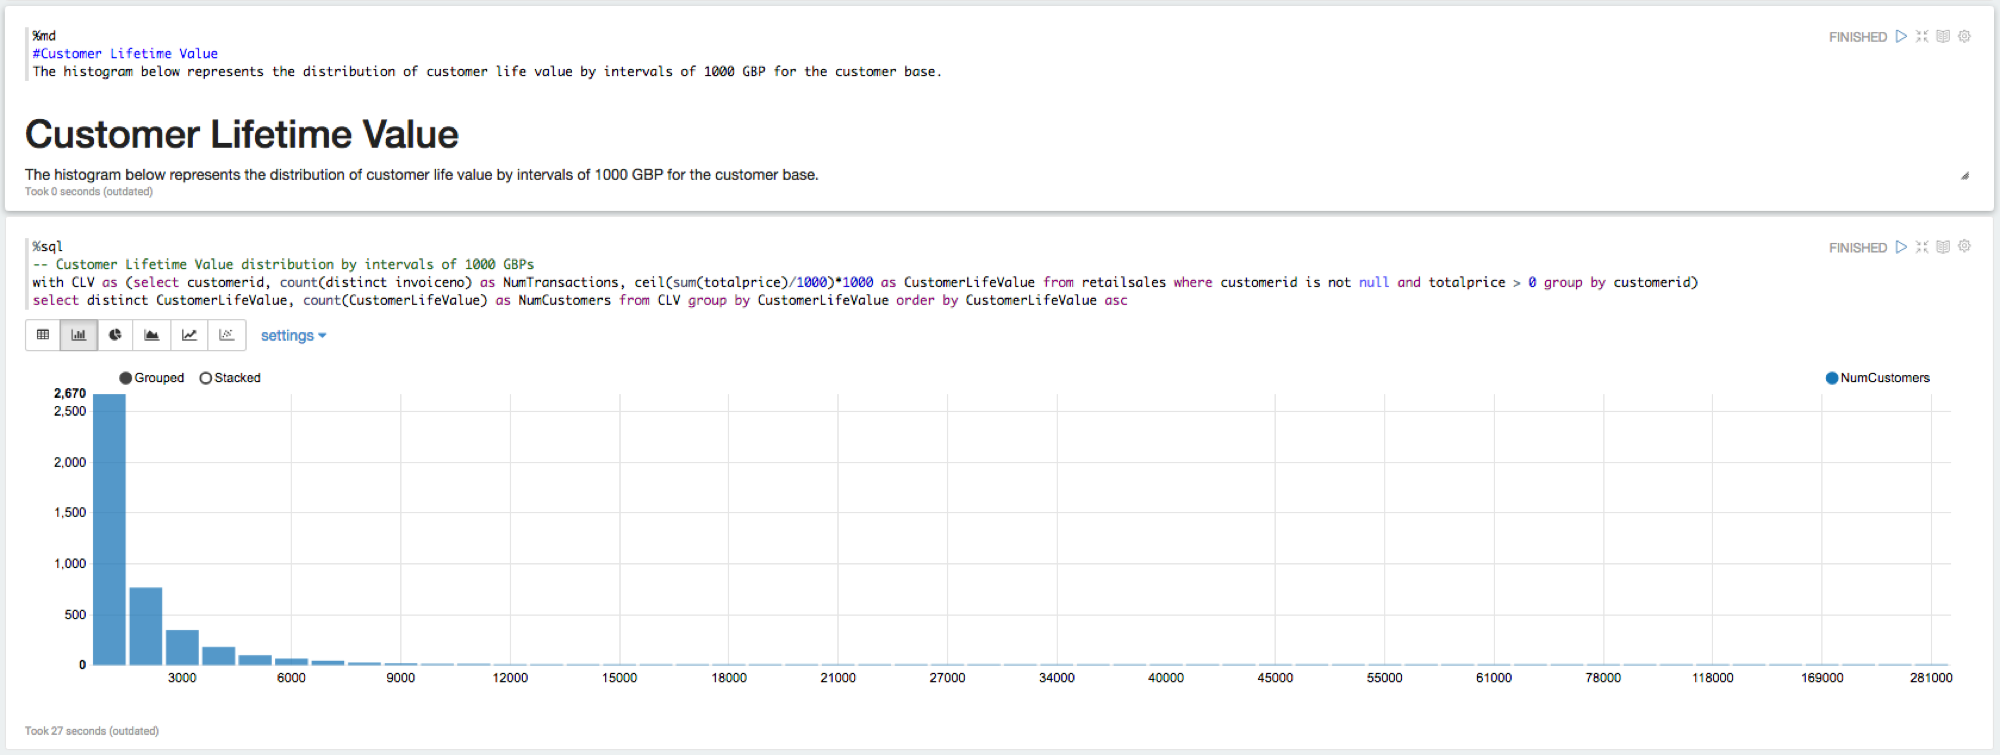 %md
FINISHED
#Customer Lifetime Value
The histogram below represents the distribution of customer life value by intervals of 1000 GBP for the customer base.
Customer Lifetime Value
The histogram below represents the distribution of customer life value by intervals of 1000 GBP for the customer base.
Took 0 seconds (outdated)
%sql
FINISHED
-- Customer Lifetime Value distribution by intervals of 1000 GBPs
with CLV as (select customerid, count(distinct invoiceno) as NumTransactions, ceil(sum(totalprice)/1000)*1000 as CustomerLifeValue from retailsales where customerid is not null and totalprice > 0 group by customerid)
select distinct CustomerLifeValue, count(CustomerLifeValue) as NumCustomers from CLV group by CustomerLifeValue order by CustomerLifeValue asc
settings
Grouped Stacked NumCustomers
2,670
2,500
2,000
1,500
1,000
500
0
3000 6000 9000 12000 15000 18000 21000 27000 34000 40000 45000 55000 61000 78000 118000 169000 281000
Took 27 seconds (outdated)